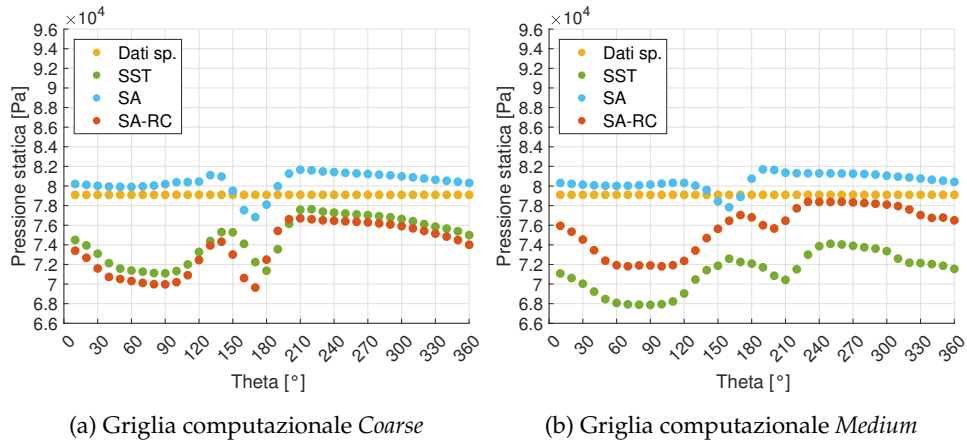 ×10⁴
9.6
9.4
9.2
9
8.8
8.6
8.4
8.2
8
7.8
7.6
7.4
7.2
7
6.8
6.6
Pressione statica [Pa]
Dati sp.
SST
SA
SA-RC
0 30 60 90 120 150 180 210 240 270 300 330 360
Theta [°]
(a) Griglia computazionale Coarse
×10⁴
9.6
9.4
9.2
9
8.8
8.6
8.4
8.2
8
7.8
7.6
7.4
7.2
7
6.8
6.6
Pressione statica [Pa]
Dati sp.
SST
SA
SA-RC
0 30 60 90 120 150 180 210 240 270 300 330 360
Theta [°]
(b) Griglia computazionale Medium